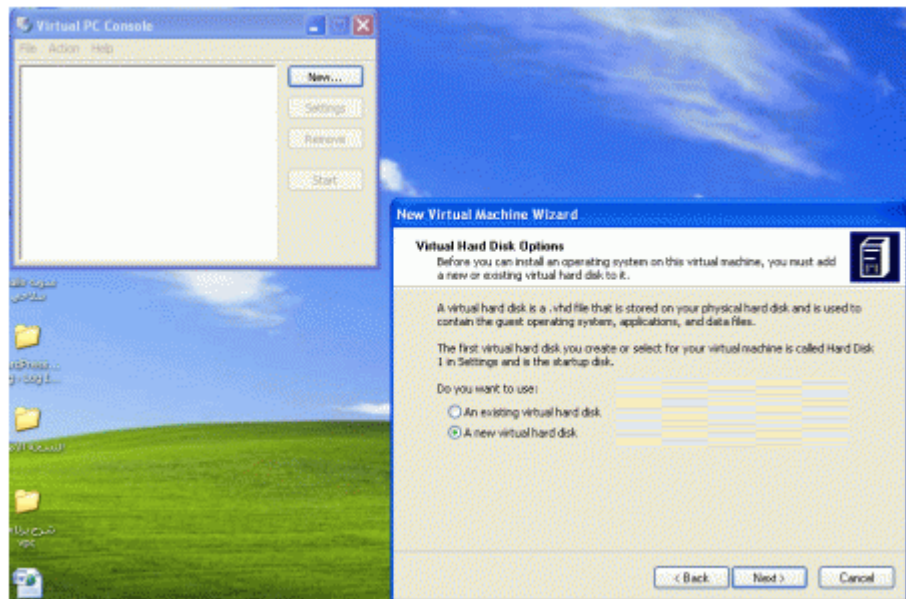 Virtual PC Console
File Action Help
New...
Settings
Remove
Start
New Virtual Machine Wizard
Virtual Hard Disk Options
Before you can install an operating system on this virtual machine, you must add
a new or existing virtual hard disk to it.
A virtual hard disk is a .vhd file that is stored on your physical hard disk and is used to
contain the guest operating system, applications, and data files.
The first virtual hard disk you create or select for your virtual machine is called Hard Disk
1 in Settings and is the startup disk.
Do you want to use:
An existing virtual hard disk
A new virtual hard disk
شرح
vpc
< Back Next > Cancel